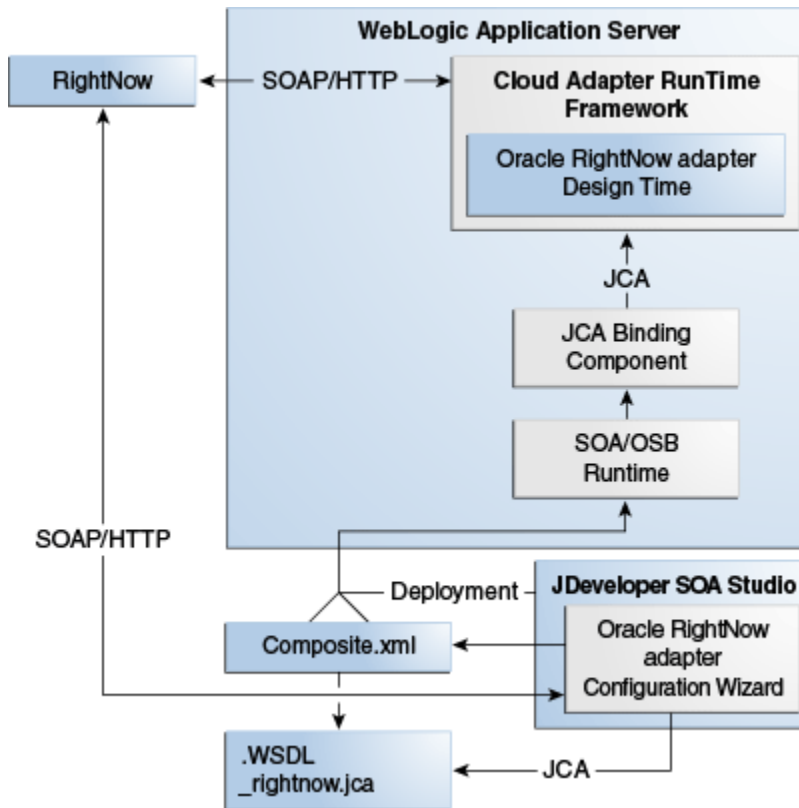 WebLogic Application Server
RightNow
SOAP/HTTP
Cloud Adapter RunTime
Framework
Oracle RightNow adapter
Design Time
JCA
JCA Binding
Component
SOA/OSB
Runtime
SOAP/HTTP
Deployment
JDeveloper SOA Studio
Composite.xml
Oracle RightNow
adapter
Configuration Wizard
.WSDL
_rightnow.jca
JCA